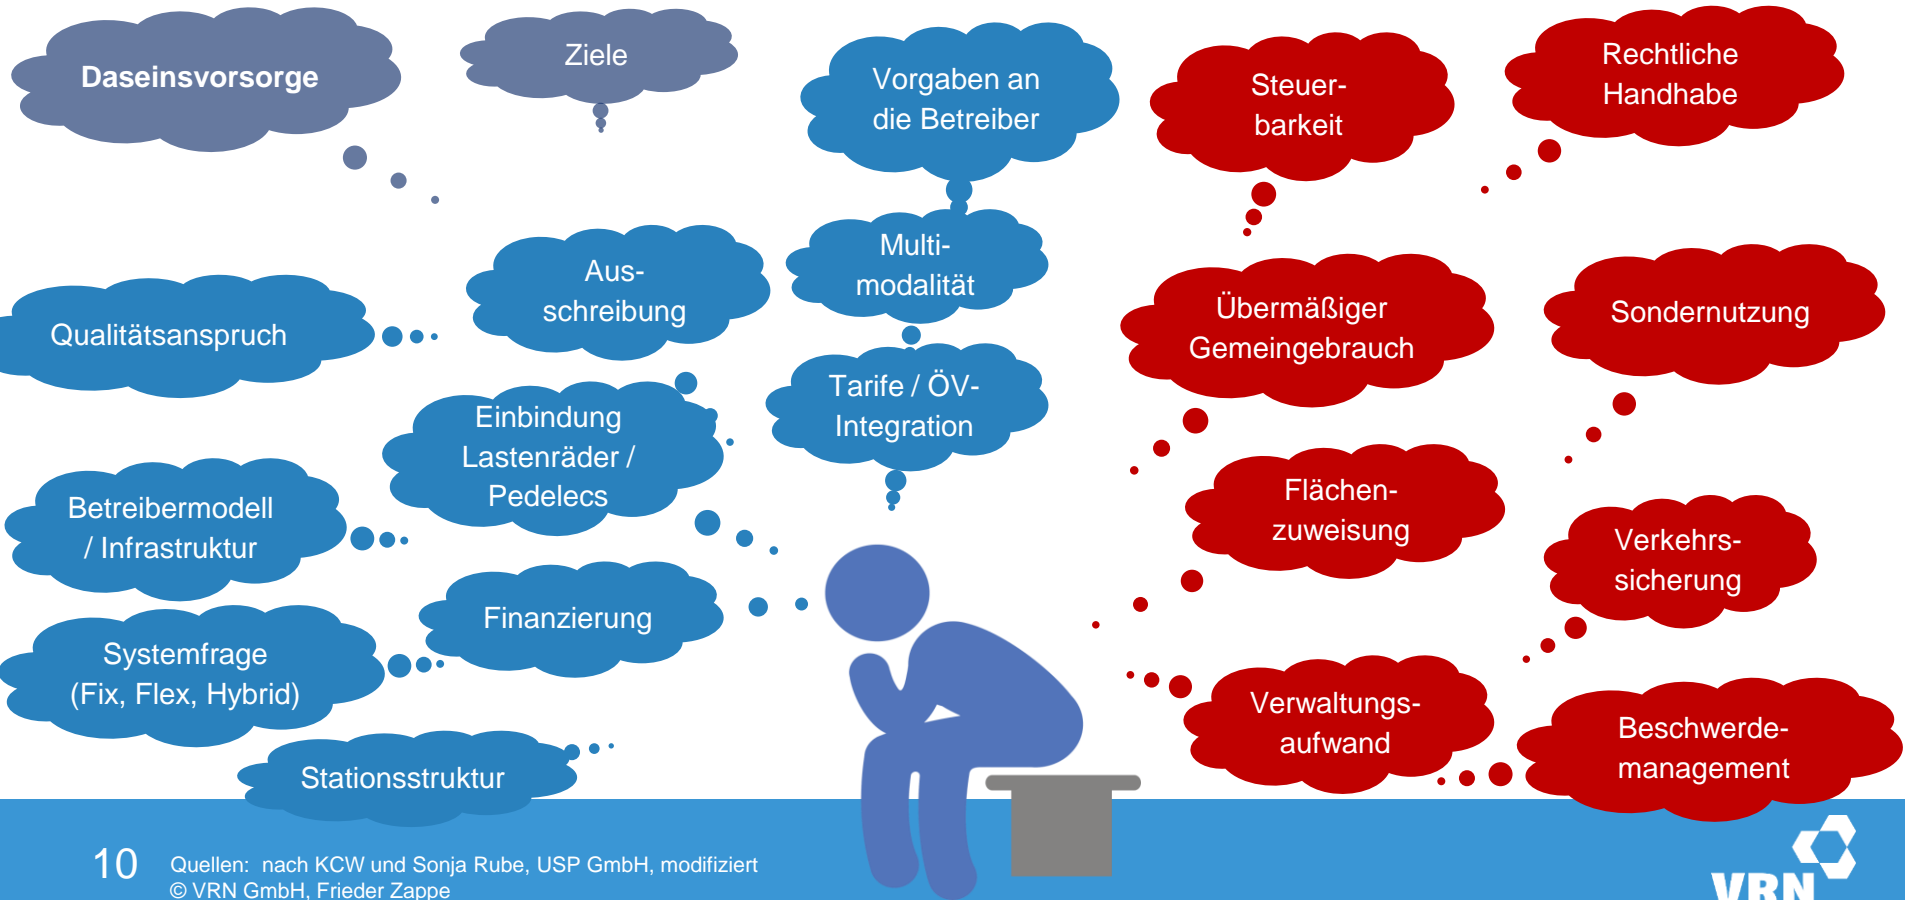 Daseinsvorsorge
Ziele
Vorgaben an
die Betreiber
Steuer-
barkeit
Rechtliche
Handhabe
Aus-
schreibung
Multi-
modalität
Qualitätsanspruch
Übermäßiger
Gemeingebrauch
Sondernutzung
Einbindung
Lastenräder /
Pedelecs
Tarife / ÖV-
Integration
Betreibermodell
/ Infrastruktur
Flächen-
zuweisung
Verkehrs-
sicherung
Finanzierung
Systemfrage
(Fix, Flex, Hybrid)
Verwaltungs-
aufwand
Beschwerde-
management
Stationsstruktur
10
Quellen:  nach KCW und Sonja Rube, USP GmbH, modifiziert
© VRN GmbH, Frieder Zappe
VRN